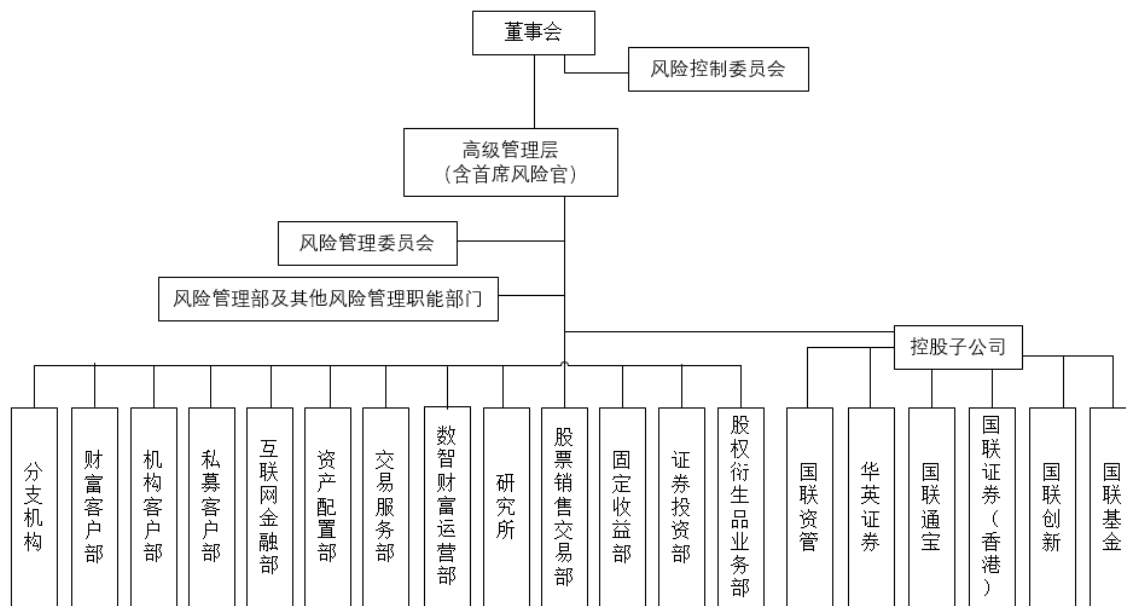 董事会
风险控制委员会
高级管理层
（含首席风险官）
风险管理委员会
风险管理部及其他风险管理职能部门
控股子公司
分支机构
财富客户部
机构客户部
私募客户部
互联网金融部
资产配置部
交易服务部
数智财富运营部
研究所
股票销售交易部
固定收益部
证券投资部
股权衍生品业务部
国联资管
华英证券
国联通宝
国联证券（香港）
国联创新
国联基金